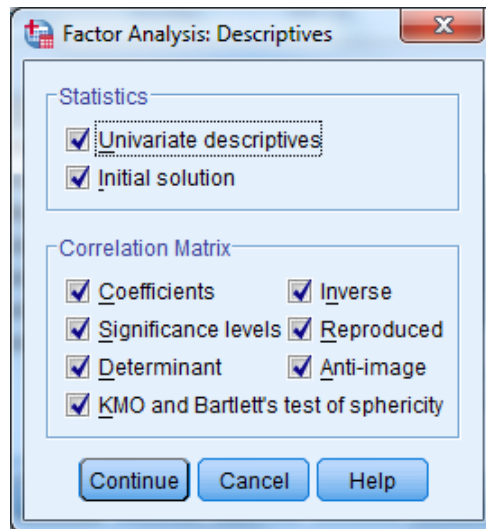 Factor Analysis: Descriptives
Statistics
Univariate descriptives
Initial solution
Correlation Matrix
Coefficients Inverse
Significance levels Reproduced
Determinant Anti-image
KMO and Bartlett's test of sphericity
Continue Cancel Help